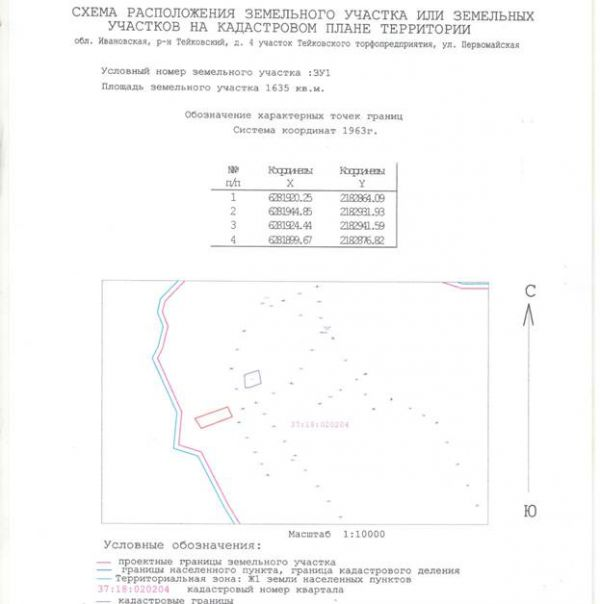 СХЕМА РАСПОЛОЖЕНИЯ ЗЕМЕЛЬНОГО УЧАСТКА ИЛИ ЗЕМЕЛЬНЫХ
УЧАСТКОВ НА КАДАСТРОВОМ ПЛАНЕ ТЕРРИТОРИИ
обл. Ивановская, р-н Тейковский, д. 4 участок Тейковского торфопредприятия, ул. Первомайская
Условный номер земельного участка :ЗУ1
Площадь земельного участка 1635 кв.м.
Обозначение характерных точек границ
Система координат 1963г.
№№ Координаты Координаты
п/п X Y
1 6281920.25 2182864.09
2 6281944.85 2182931.93
3 6281924.44 2182941.59
4 6281899.67 2182876.82
С
37:18:020204
Ю
Масштаб 1:10000
Условные обозначения:
проектные границы земельного участка
границы населенного пункта, граница кадастрового деления
Территориальная зона: Ж1 земли населенных пунктов
37:18:020204 кадастровый номер квартала
кадастровые границы